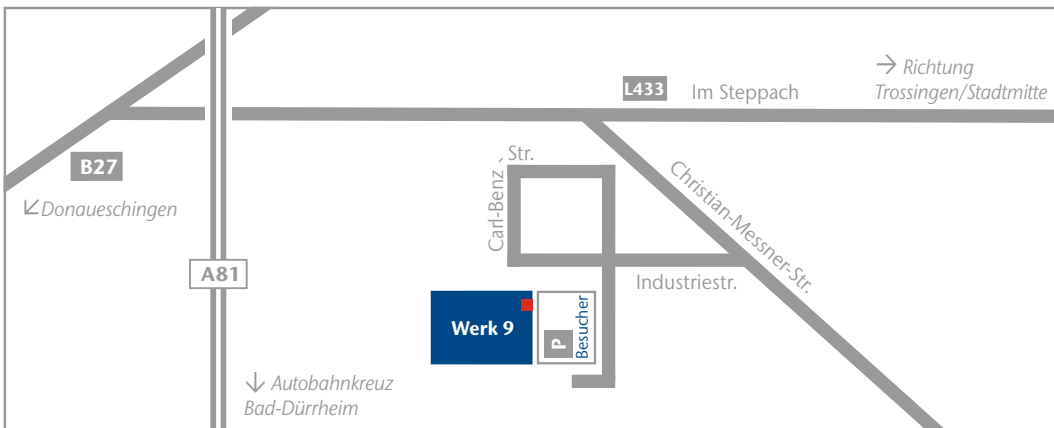 → Richtung
Trossingen/Stadtmitte
L433
Im Steppach
B27
↙Donaueschingen
Carl-Benz-Str.
Christian-Messner-Str.
A81
Industriestr.
Werk 9
P
Besucher
↓ Autobahnkreuz
Bad-Dürrheim